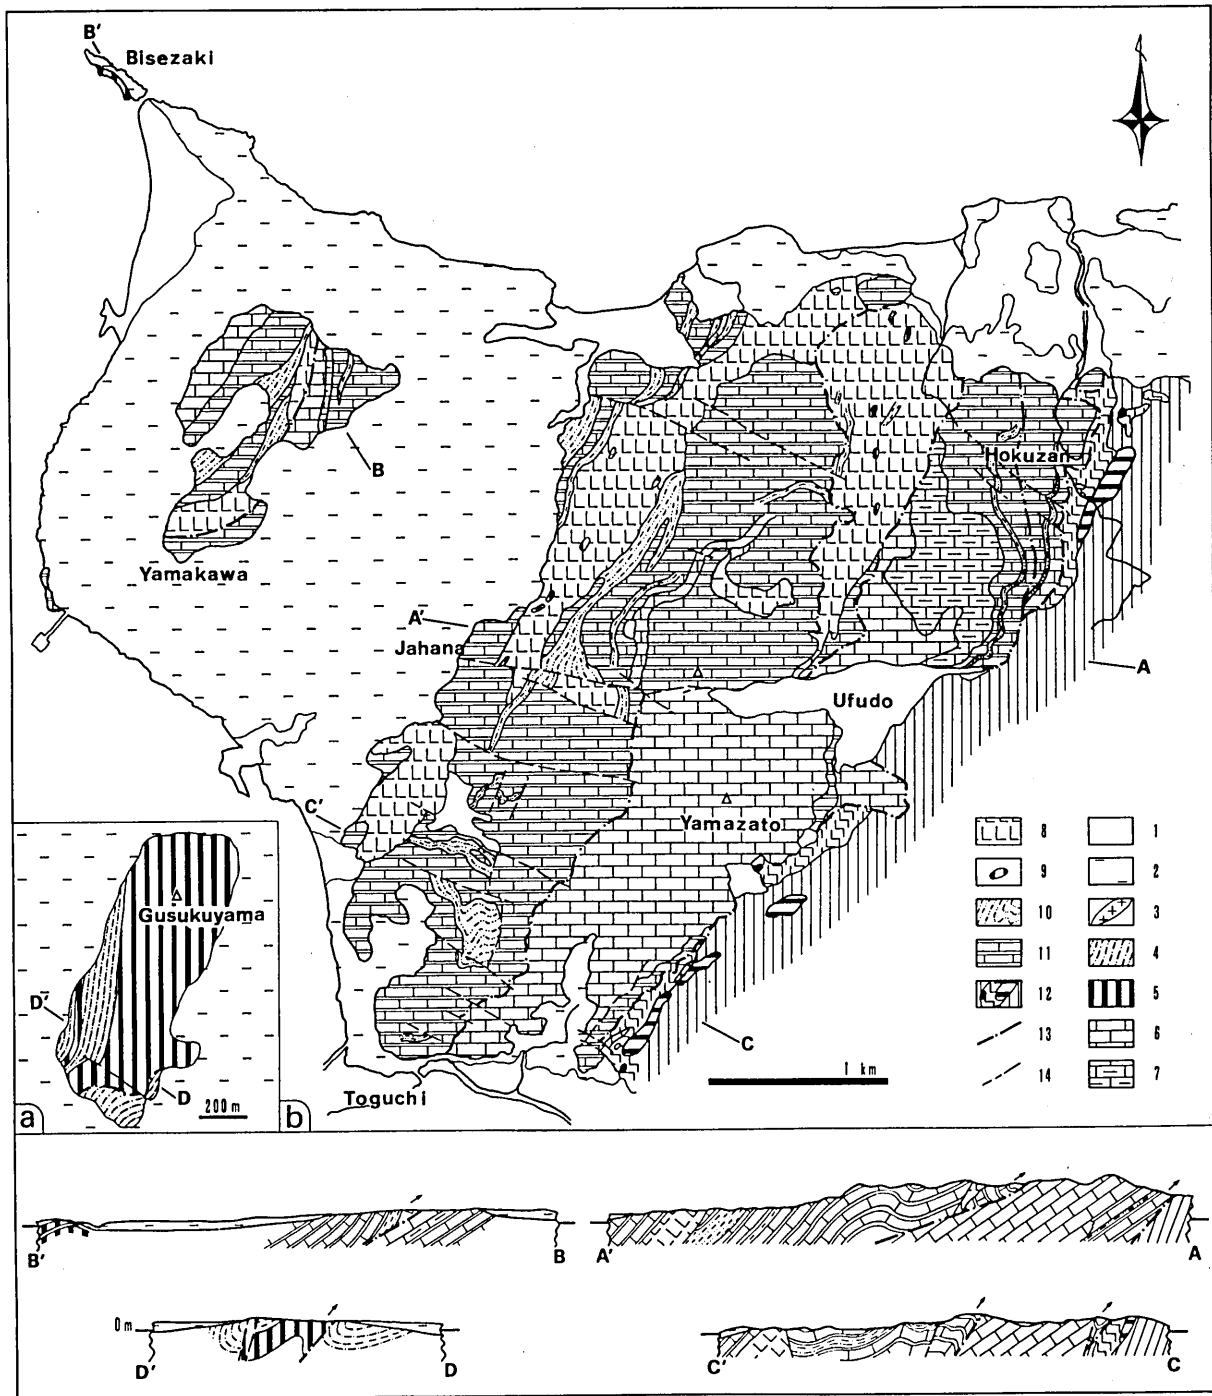 B'
Bisezaki
Hokuzan
B
Yamakawa
A'
Jahana
A
Ufudo
C'
Yamazato
Gusukuyama
D'
D
200 m
a
b
C
Toguchi
1 km
8 1
9 2
10 3
11 4
12 5
13 6
14 7
B' B A' A
0m
D' D C' C